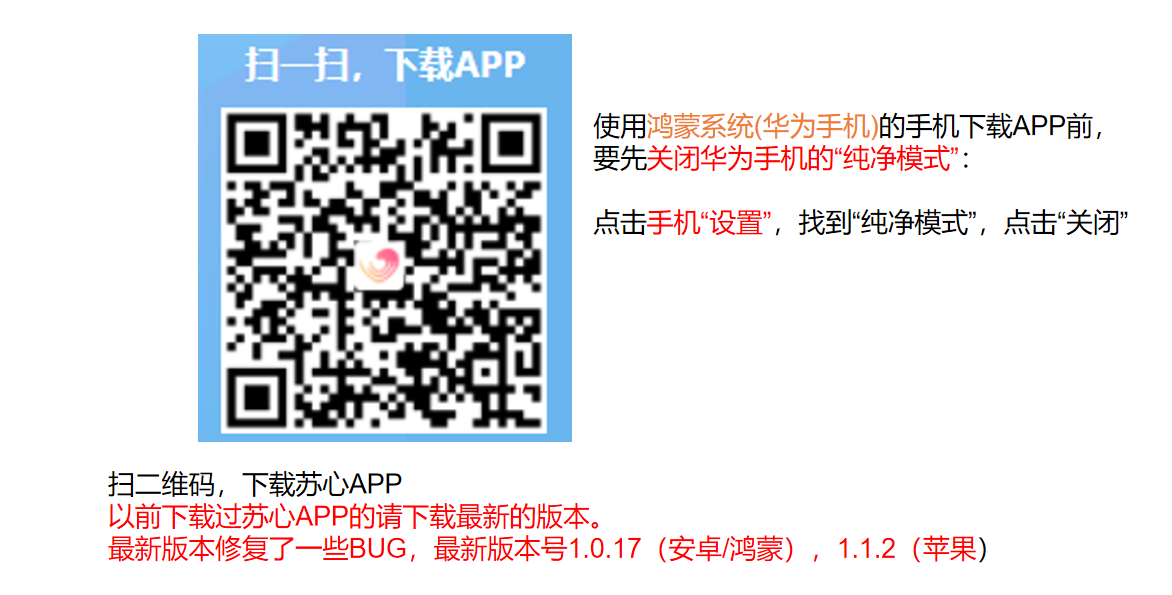 扫一扫，下载APP
使用鸿蒙系统(华为手机)的手机下载APP前，
要先关闭华为手机的“纯净模式”：
点击手机“设置”，找到“纯净模式”，点击“关闭”
扫二维码，下载苏心APP
以前下载过苏心APP的请下载最新的版本。
最新版本修复了一些BUG，最新版本号1.0.17（安卓/鸿蒙），1.1.2（苹果）